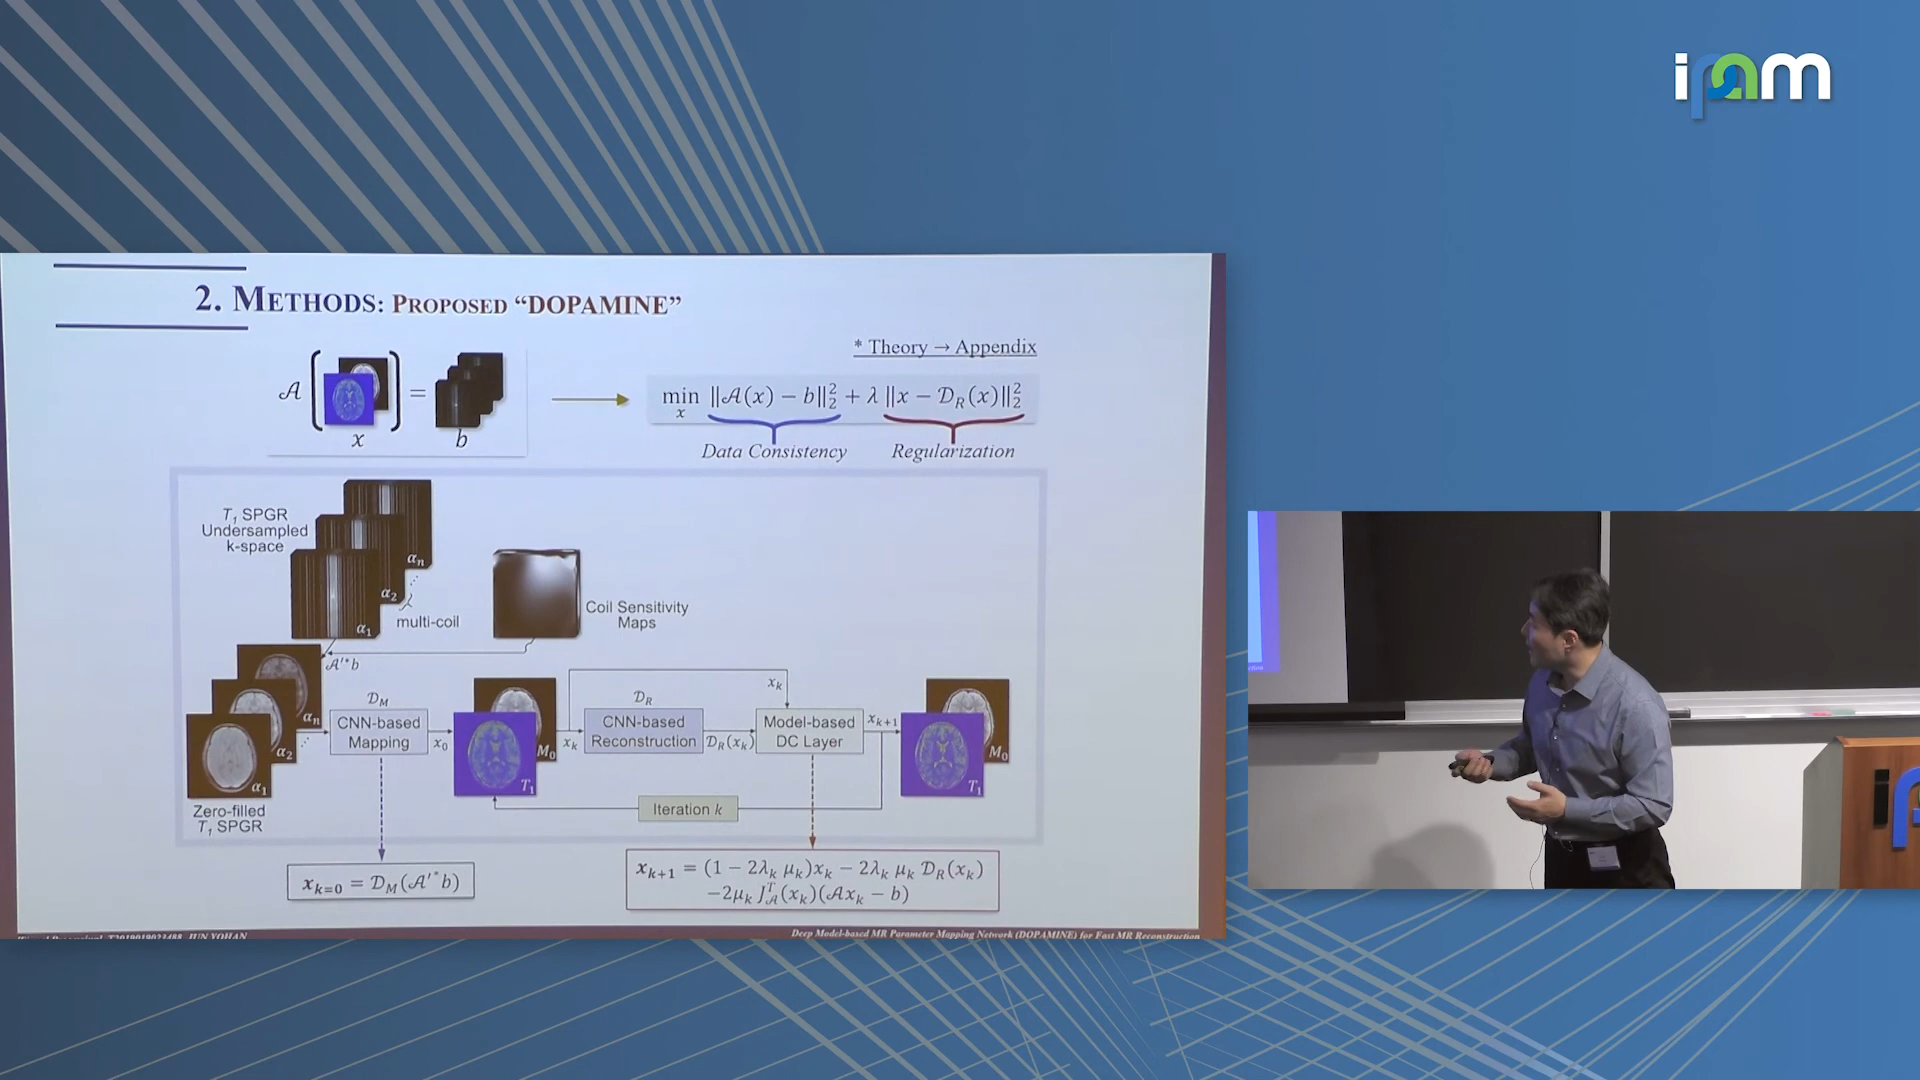 ipam
2. METHODS: PROPOSED “DOPAMINE”
* Theory → Appendix
𝒜 ( ) =
x b
min ‖𝒜(x) − b‖₂² + λ ‖x − 𝒟_R(x)‖₂²
x
Data Consistency Regularization
T₁ SPGR
Undersampled
k-space
αn
α2
α1
multi-coil
Coil Sensitivity
Maps
𝒜′*b
αn
α2
α1
Zero-filled
T₁ SPGR
𝒟_M
CNN-based
Mapping
x₀
M₀
T₁
x_k
𝒟_R
CNN-based
Reconstruction
𝒟_R(x_k)
x_k
Model-based
DC Layer
x_{k+1}
M₀
T₁
Iteration k
x_{k=0} = 𝒟_M(𝒜′*b)
x_{k+1} = (1 − 2λ_k μ_k)x_k − 2λ_k μ_k 𝒟_R(x_k)
−2μ_k J_𝒜^T(x_k)(𝒜x_k − b)
JUN YOHAN
Deep Model-based MR Parameter Mapping Network (DOPAMINE) for Fast MR Reconstruction